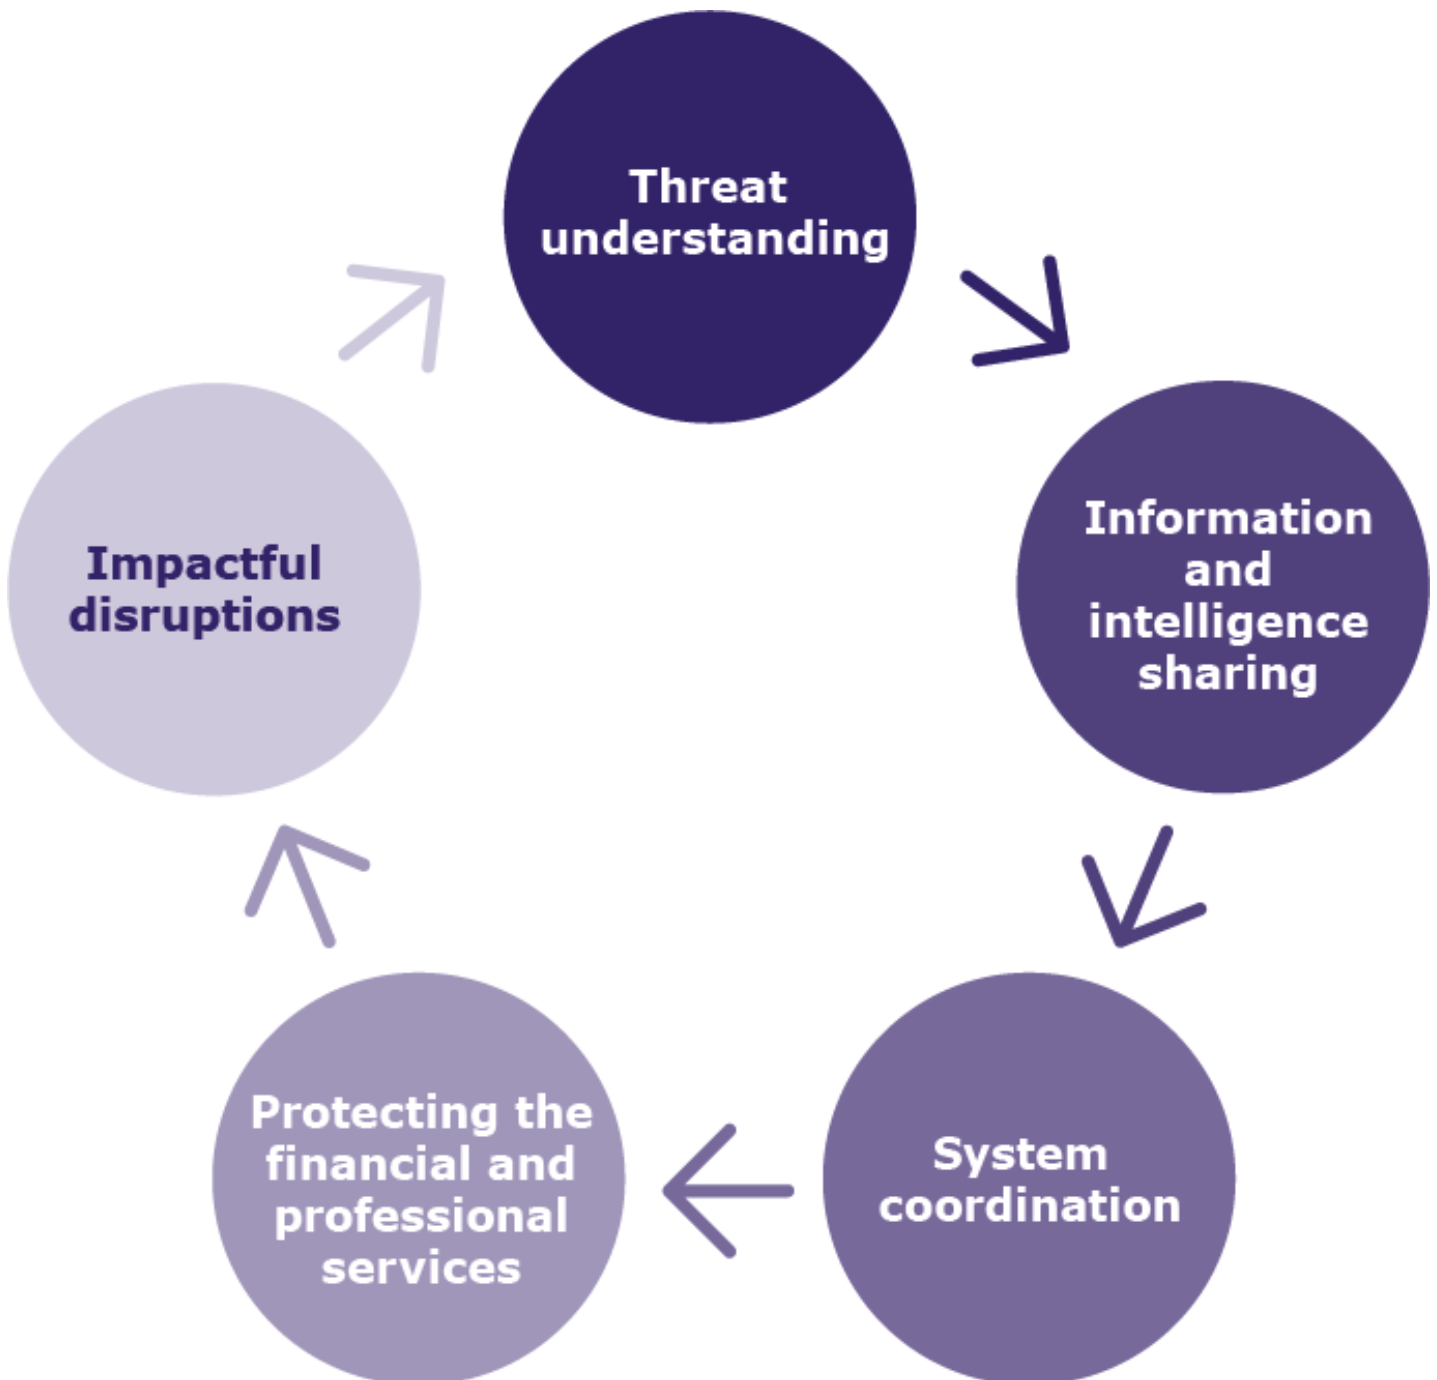 Threat
understanding
Information
and
intelligence
sharing
System
coordination
Protecting the
financial and
professional
services
Impactful
disruptions